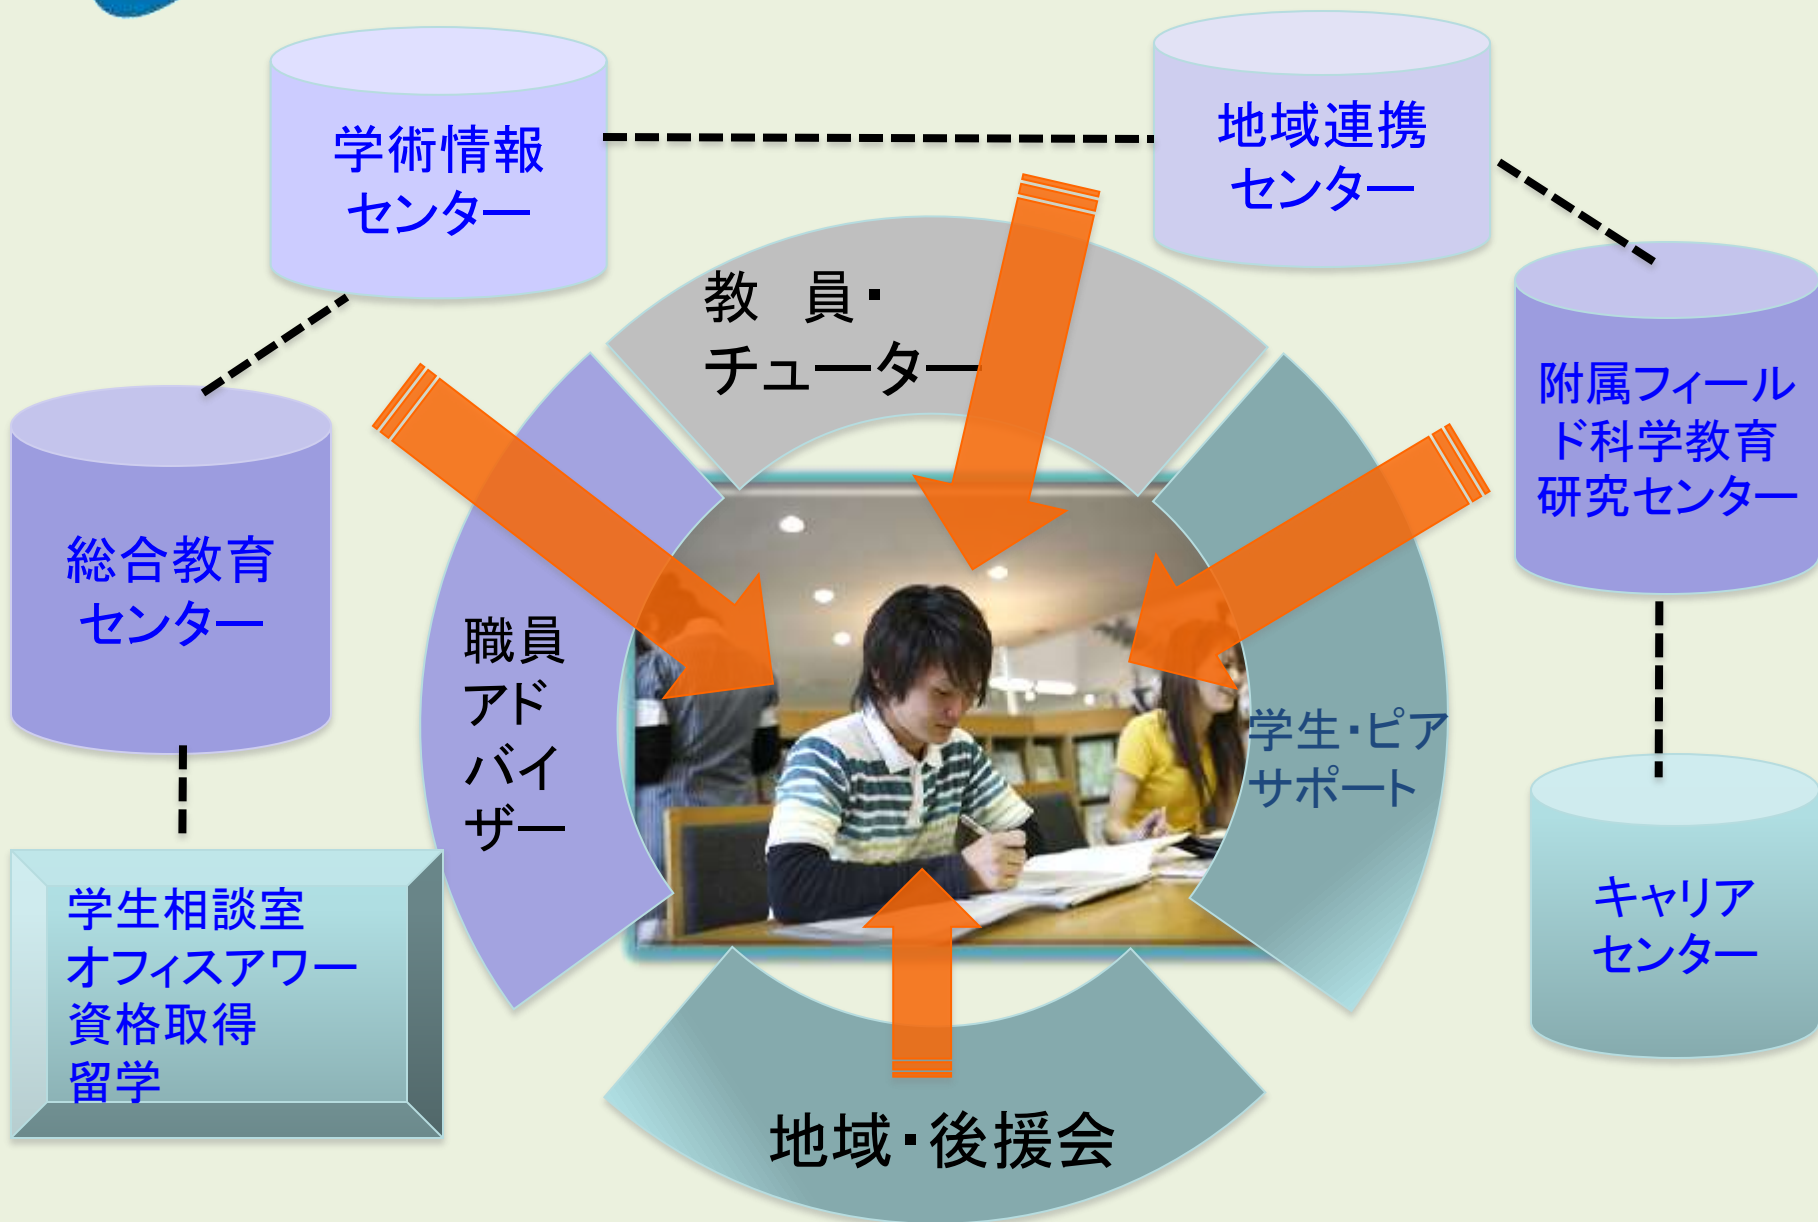 学術情報
センター
地域連携
センター
教　員・
チューター
附属フィール
ド科学教育
研究センター
総合教育
センター
職員
アド
バイ
ザー
学生・ピア
サポート
キャリア
センター
学生相談室
オフィスアワー
資格取得
留学
地域・後援会